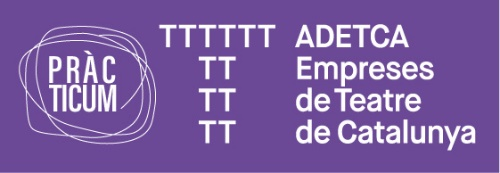 PRÀC
TICUM
TTTTTT
TT
TT
TT
ADETCA
Empreses
de Teatre
de Catalunya